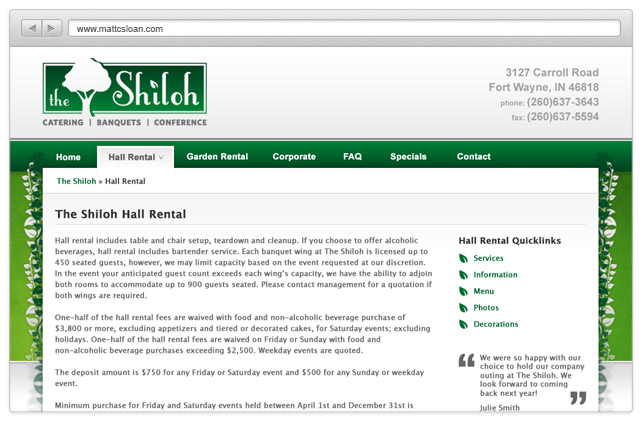 www.mattcsloan.com
the Shiloh
CATERING | BANQUETS | CONFERENCE
3127 Carroll Road
Fort Wayne, IN 46818
phone: (260)637-3643
fax: (260)637-5594
Home Hall Rental Garden Rental Corporate FAQ Specials Contact
The Shiloh » Hall Rental
The Shiloh Hall Rental
Hall rental includes table and chair setup, teardown and cleanup. If you choose to offer alcoholic
beverages, hall rental includes bartender service. Each banquet wing at The Shiloh is licensed up to
450 seated guests, however, we may limit capacity based on the event requested at our discretion.
In the event your anticipated guest count exceeds each wing's capacity, we have the ability to adjoin
both rooms to accommodate up to 900 guests seated. Please contact management for a quotation if
both wings are required.
One-half of the hall rental fees are waived with food and non-alcoholic beverage purchase of
$3,800 or more, excluding appetizers and tiered or decorated cakes, for Saturday events; excluding
holidays. One-half of the hall rental fees are waived on Friday or Sunday with food and
non-alcoholic beverage purchases exceeding $2,500. Weekday events are quoted.
The deposit amount is $750 for any Friday or Saturday event and $500 for any Sunday or weekday
event.
Minimum purchase for Friday and Saturday events held between April 1st and December 31st is
Hall Rental Quicklinks
Services
Information
Menu
Photos
Decorations
“ We were so happy with our
choice to hold our company
outing at The Shiloh. We
look forward to coming
back next year! ”
Julie Smith